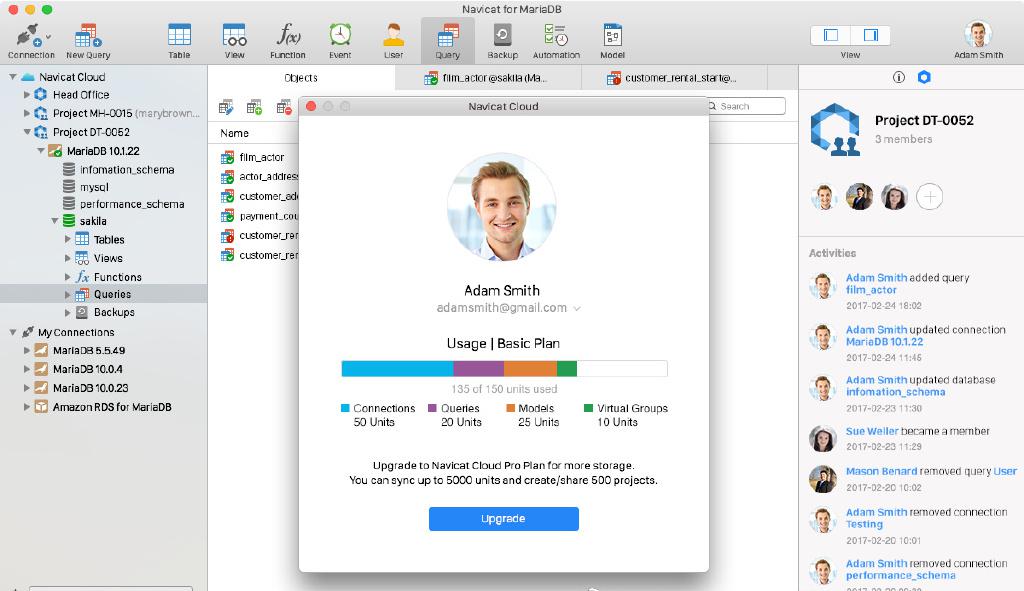 Navicat for MariaDB
Connection
New Query
Table
View
Function
Event
User
Query
Backup
Automation
Model
View
Adam Smith
Navicat Cloud
Head Office
Project MH-0015 (marybrown...
Project DT-0052
MariaDB 10.1.22
infomation_schema
mysql
performance_schema
sakila
Tables
Views
Functions
Queries
Backups
My Connections
MariaDB 5.5.49
MariaDB 10.0.4
MariaDB 10.0.23
Amazon RDS for MariaDB
Objects
film_actor@sakila (Ma...
customer_rental_start@...
Search
Name
film_actor
actor_address
customer_ad
payment_cou
customer_rer
customer_rer
Navicat Cloud
Adam Smith
adamsmith@gmail.com
Usage | Basic Plan
135 of 150 units used
Connections
50 Units
Queries
20 Units
Models
25 Units
Virtual Groups
10 Units
Upgrade to Navicat Cloud Pro Plan for more storage.
You can sync up to 5000 units and create/share 500 projects.
Upgrade
Project DT-0052
3 members
Activities
Adam Smith added query
film_actor
2017-02-24 18:02
Adam Smith updated connection
MariaDB 10.1.22
2017-02-24 11:45
Adam Smith updated database
infomation_schema
2017-02-23 11:30
Sue Weller became a member
2017-02-23 11:29
Mason Benard removed query User
2017-02-20 10:02
Adam Smith removed connection
Testing
2017-02-20 10:01
Adam Smith removed connection
performance_schema